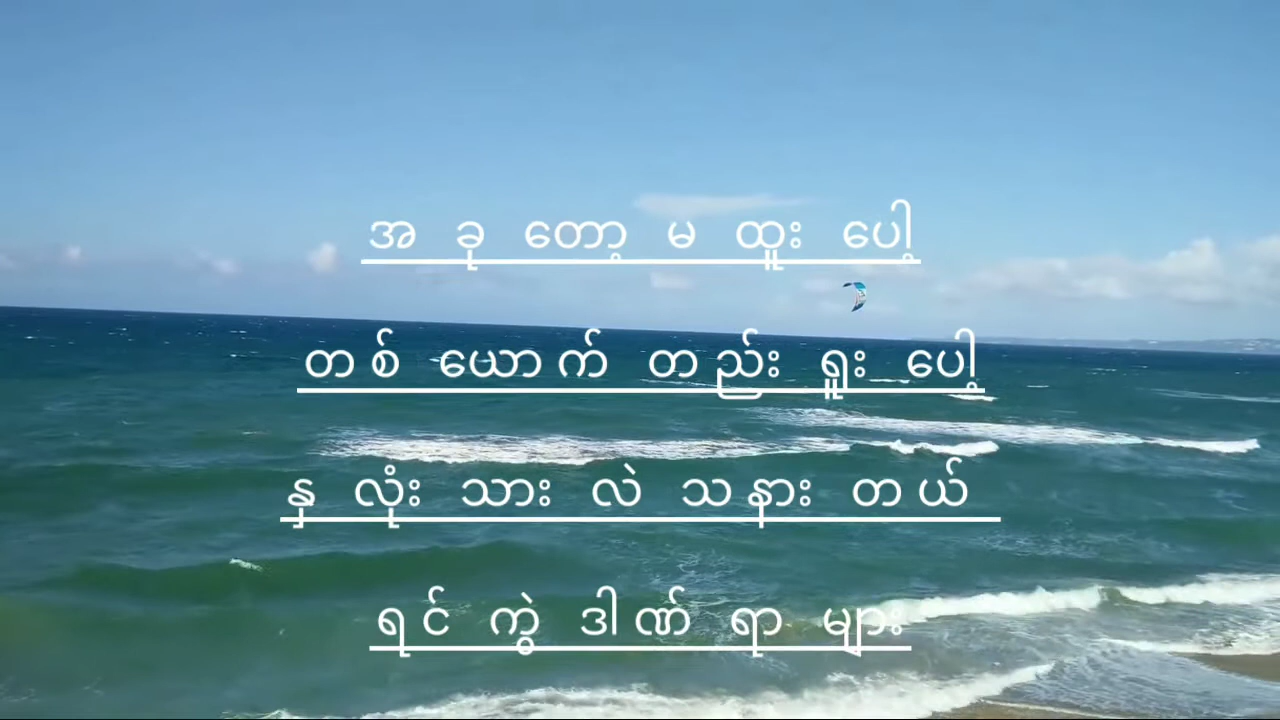 အ ခု တော့ မ ထူး ပေါ့
တစ် ယောက် တည်း ရူး ပေါ့
နှ လုံး သား လဲ သနား တယ်
ရင် ကွဲ ဒါဏ် ရာ များ